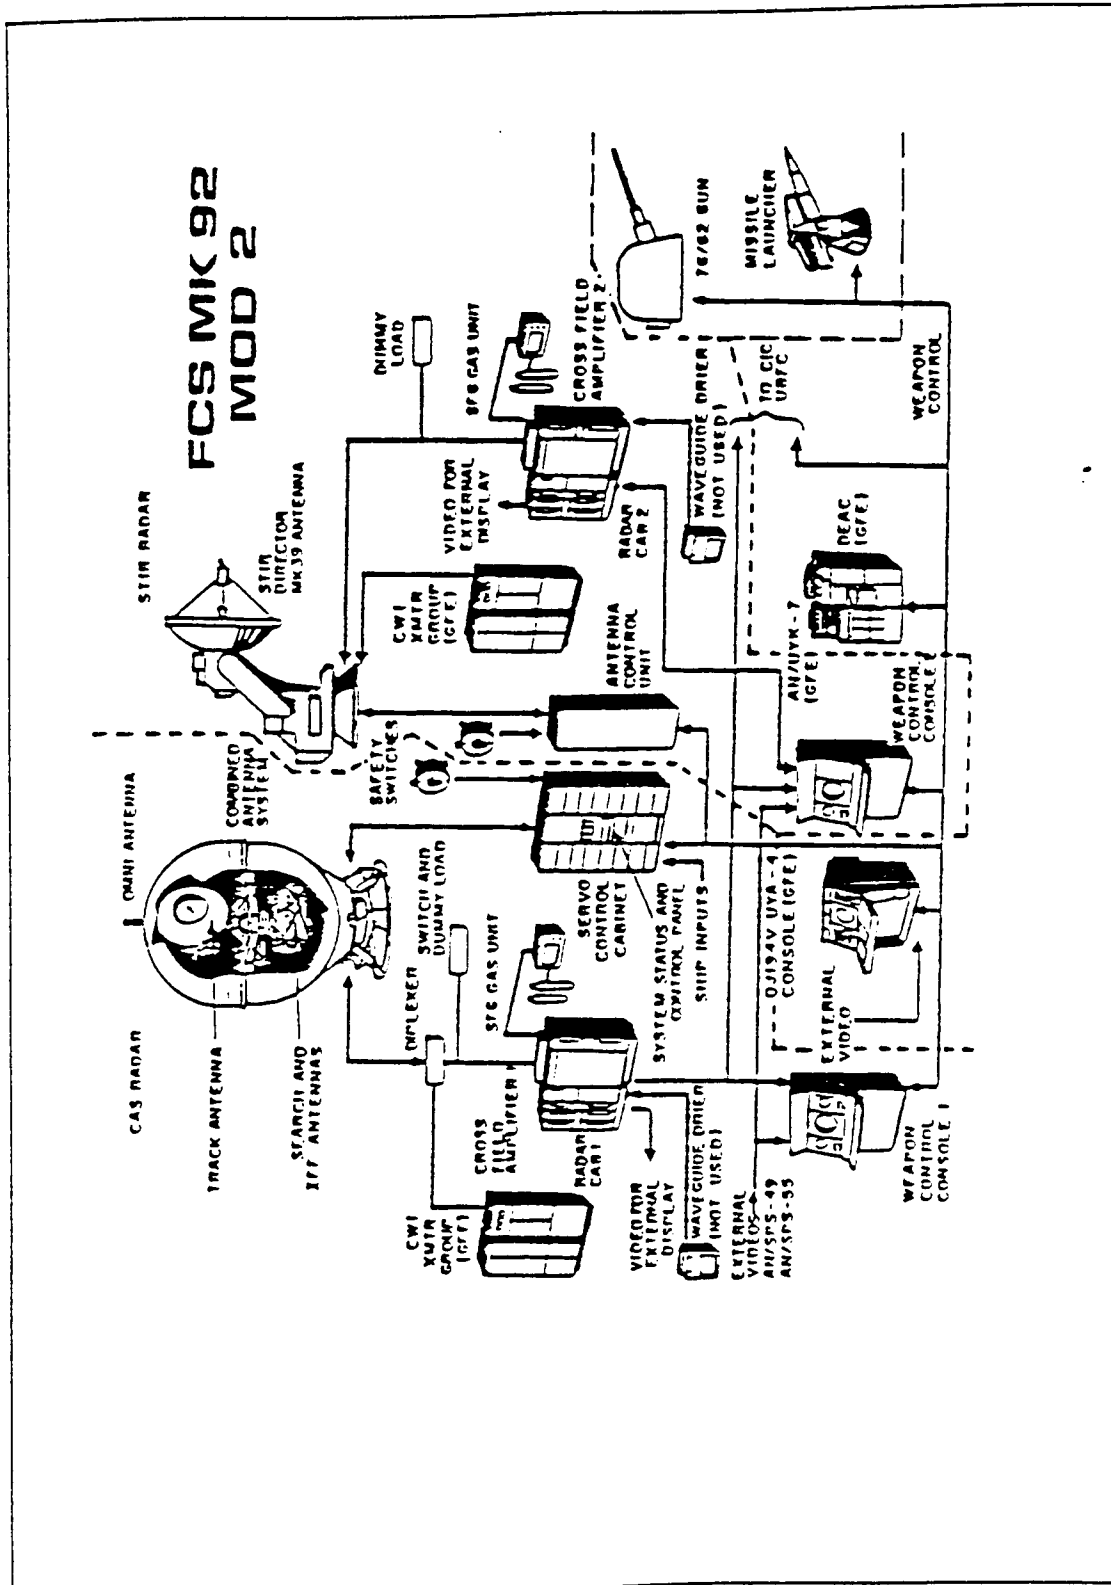 FCS MK 92
MOD 2
CAS RADAR
OMNI ANTENNA
STIR RADAR
TRACK ANTENNA
SEARCH AND
IFF ANTENNAS
COMBINED
ANTENNA
SYSTEM
STIR
DIRECTOR
MK 39 ANTENNA
DUMMY
LOAD
SAFETY
SWITCHES
DIPLEXER
SWITCH AND
DUMMY LOAD
CWI
XMTR
GROUP
(GFE)
CWI
XMTR
GROUP
(GFE)
VIDEO FOR
EXTERNAL
DISPLAY
SF6 GAS UNIT
CROSS
FIELD
AMPLIFIER 1
SF6 GAS UNIT
CROSS FIELD
AMPLIFIER 2
RADAR
CAB 1
SERVO
CONTROL
CABINET
ANTENNA
CONTROL
UNIT
RADAR
CAB 2
VIDEO FOR
EXTERNAL
DISPLAY
SYSTEM STATUS AND
CONTROL PANEL
SHIP INPUTS
WAVEGUIDE DRIER
(NOT USED)
WAVEGUIDE DRIER
(NOT USED)
76/62 GUN
MISSILE
LAUNCHER
TO CIC
EXTERNAL
VIDEOS
AN/SPS-49
AN/SPS-55
OJ194V UYA-4
CONSOLE (GFE)
EXTERNAL
VIDEO
AN/UYK-7
(GFE)
DEAC
(GFE)
WEAPON
CONTROL
CONSOLE 1
WEAPON
CONTROL
CONSOLE
WEAPON
CONTROL